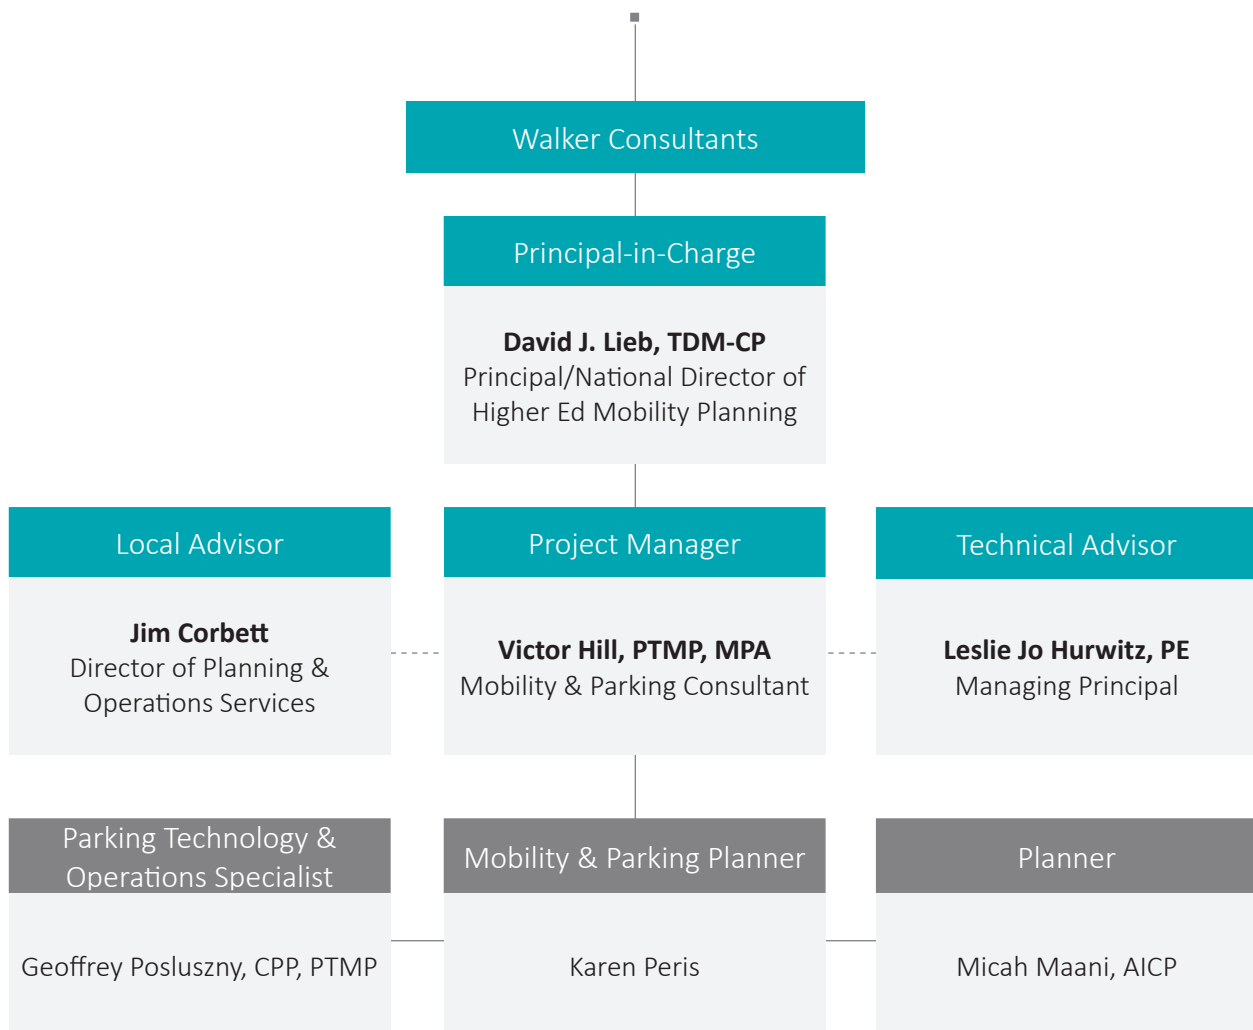 Walker Consultants
Principal-in-Charge
David J. Lieb, TDM-CP
Principal/National Director of
Higher Ed Mobility Planning
Local Advisor
Jim Corbett
Director of Planning &
Operations Services
Project Manager
Victor Hill, PTMP, MPA
Mobility & Parking Consultant
Technical Advisor
Leslie Jo Hurwitz, PE
Managing Principal
Parking Technology &
Operations Specialist
Geoffrey Posluszny, CPP, PTMP
Mobility & Parking Planner
Karen Peris
Planner
Micah Maani, AICP